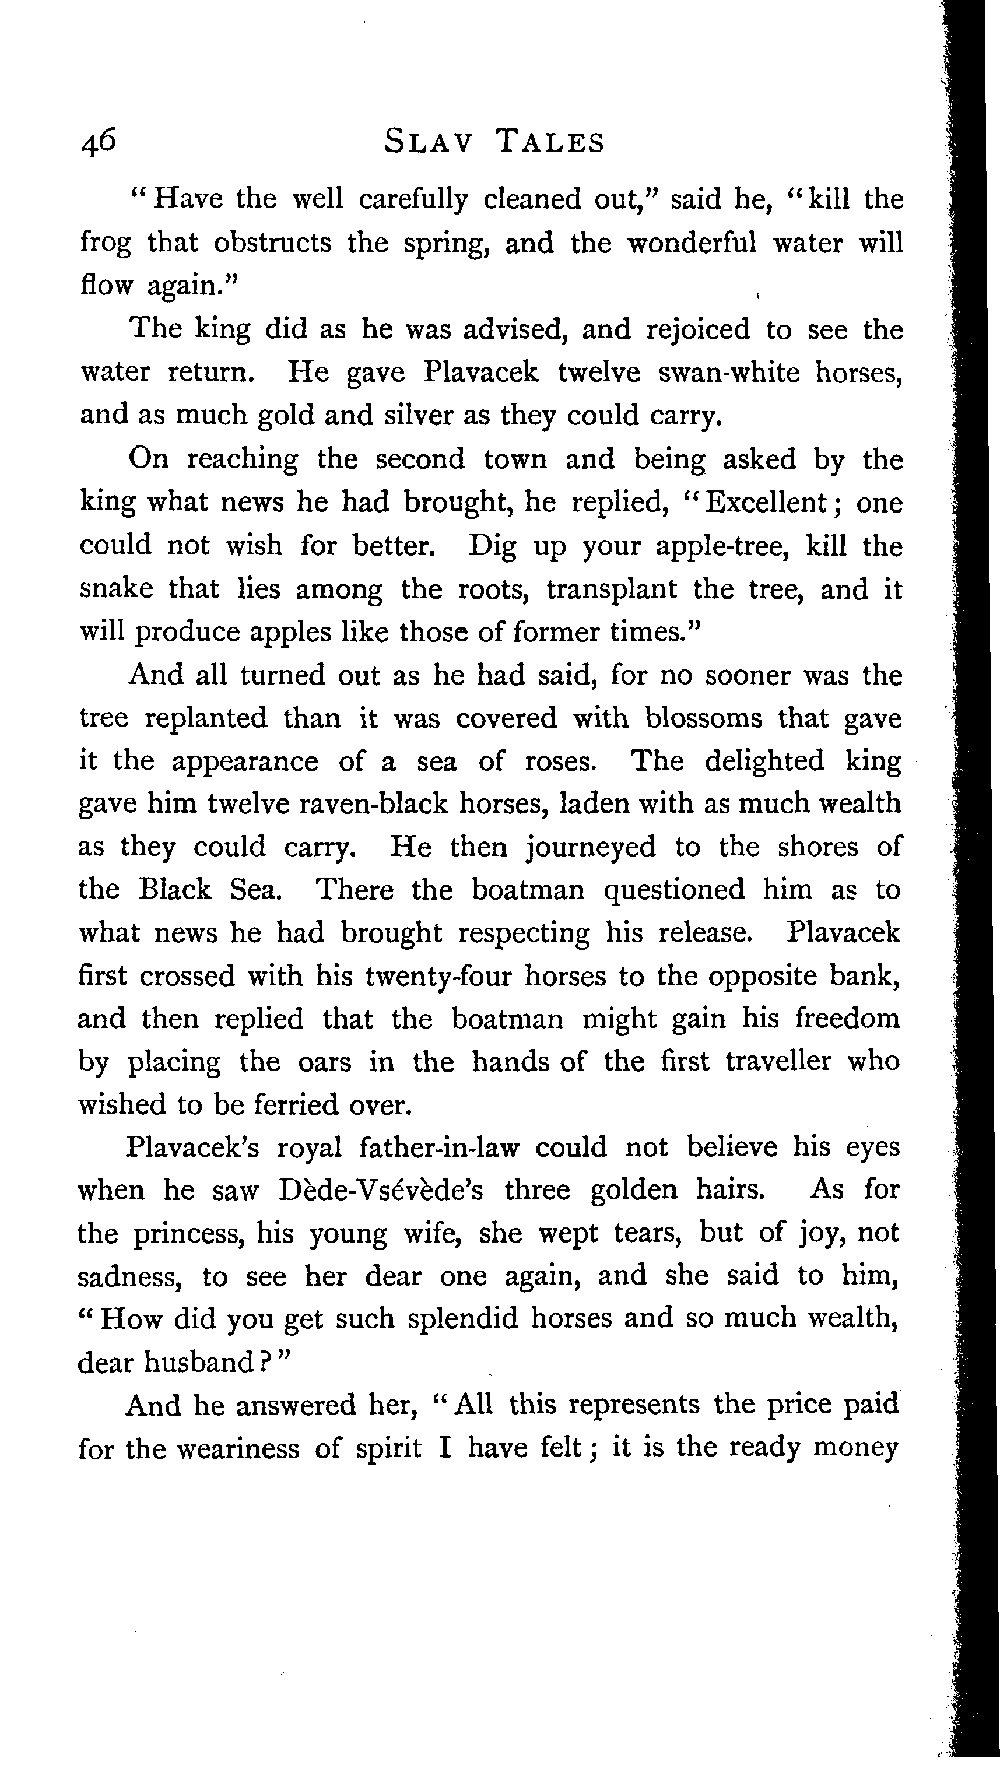 46 SLAV TALES
“Have the well carefully cleaned out,” said he, “kill the
frog that obstructs the spring, and the wonderful water will
flow again.”
The king did as he was advised, and rejoiced to see the
water return. He gave Plavacek twelve swan-white horses,
and as much gold and silver as they could carry.
On reaching the second town and being asked by the
king what news he had brought, he replied, “Excellent; one
could not wish for better. Dig up your apple-tree, kill the
snake that lies among the roots, transplant the tree, and it
will produce apples like those of former times.”
And all turned out as he had said, for no sooner was the
tree replanted than it was covered with blossoms that gave
it the appearance of a sea of roses. The delighted king
gave him twelve raven-black horses, laden with as much wealth
as they could carry. He then journeyed to the shores of
the Black Sea. There the boatman questioned him as to
what news he had brought respecting his release. Plavacek
first crossed with his twenty-four horses to the opposite bank,
and then replied that the boatman might gain his freedom
by placing the oars in the hands of the first traveller who
wished to be ferried over.
Plavacek's royal father-in-law could not believe his eyes
when he saw Dède-Vsévède's three golden hairs. As for
the princess, his young wife, she wept tears, but of joy, not
sadness, to see her dear one again, and she said to him,
“How did you get such splendid horses and so much wealth,
dear husband?”
And he answered her, “All this represents the price paid
for the weariness of spirit I have felt; it is the ready money